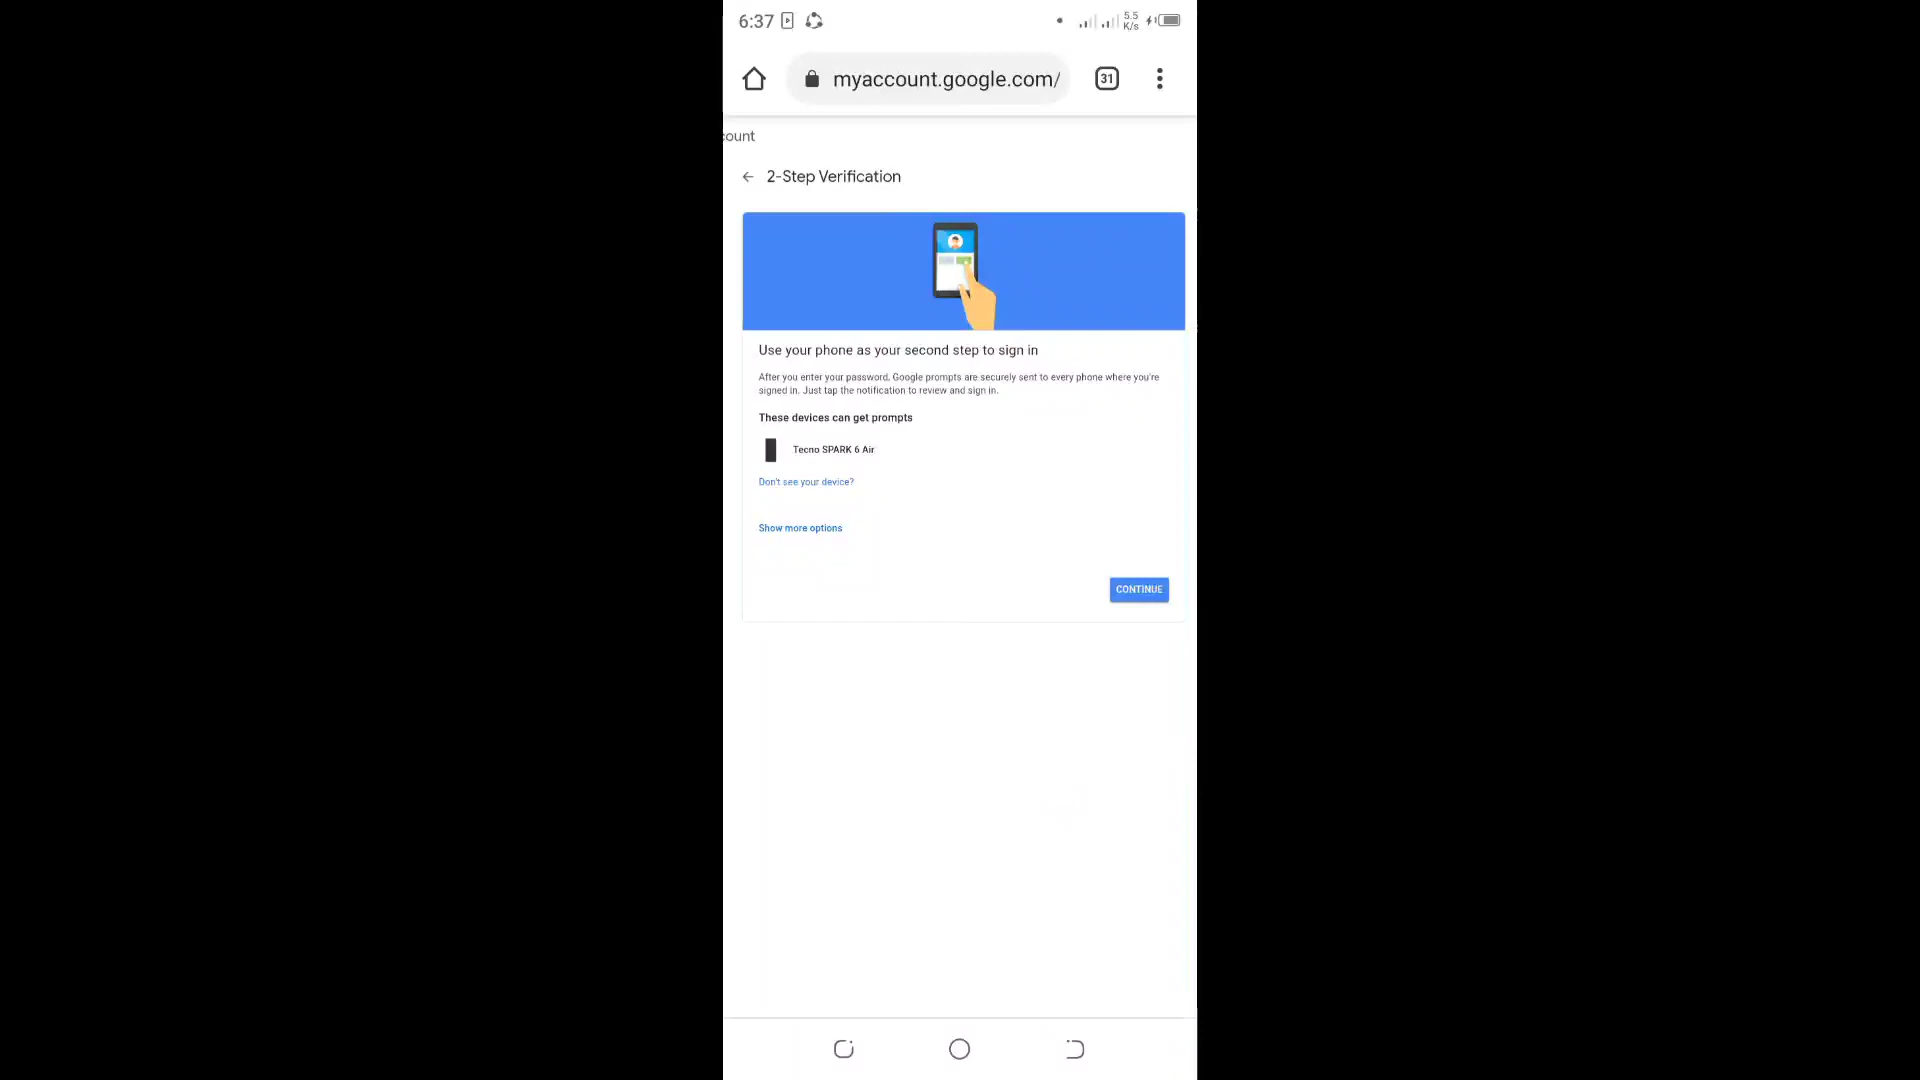 6:37
5.5
K/s
myaccount.google.com/
31
count
2-Step Verification
Use your phone as your second step to sign in
After you enter your password, Google prompts are securely sent to every phone where you're
signed in. Just tap the notification to review and sign in.
These devices can get prompts
Tecno SPARK 6 Air
Don't see your device?
Show more options
CONTINUE